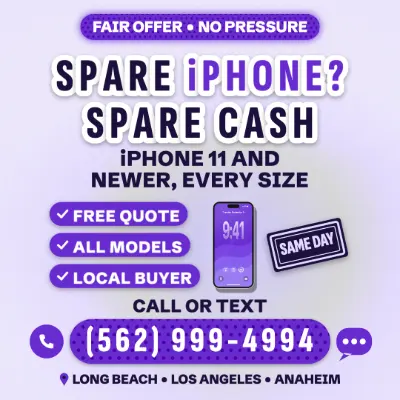 FAIR OFFER • NO PRESSURE
SPARE iPHONE?
SPARE CASH
iPHONE 11 AND
NEWER, EVERY SIZE
FREE QUOTE
ALL MODELS
LOCAL BUYER
9:41
SAME DAY
CALL OR TEXT
(562) 999-4994
LONG BEACH • LOS ANGELES • ANAHEIM